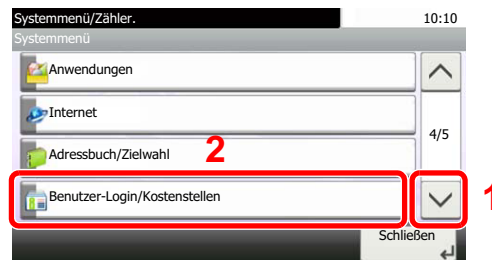 Systemmenü/Zähler. 10:10
Systemmenü
Anwendungen
Internet
4/5
Adressbuch/Zielwahl 2
Benutzer-Login/Kostenstellen 1
Schließen